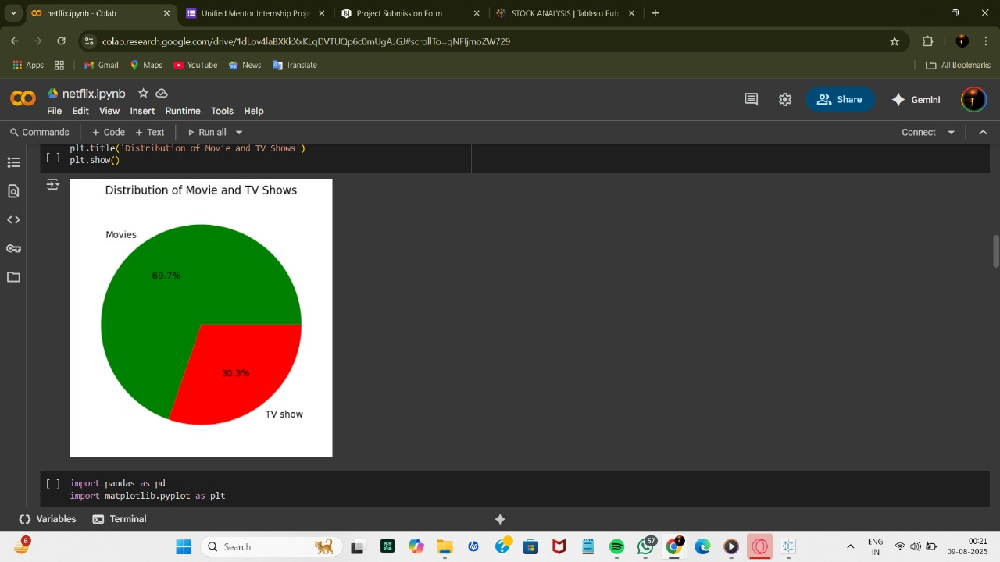 netflix.ipynb - Colab
Unified Mentor Internship Proje
Project Submission Form
STOCK ANALYSIS | Tableau Pub
colab.research.google.com/drive/1dLov4laBXKkXxKLqDVTUQp6c0mUgAJGJ#scrollTo=qNFIjmoZW729
Apps
Gmail
Maps
YouTube
News
Translate
All Bookmarks
CO
netflix.ipynb
File Edit View Insert Runtime Tools Help
Share
Gemini
Commands + Code + Text Run all
Connect
plt.title('Distribution of Movie and TV Shows')
[ ] plt.show()
Distribution of Movie and TV Shows
Movies
69.7%
30.3%
TV show
[ ] import pandas as pd
import matplotlib.pyplot as plt
Variables
Terminal
6
Search
57
ENG
IN
00:21
09-08-2025